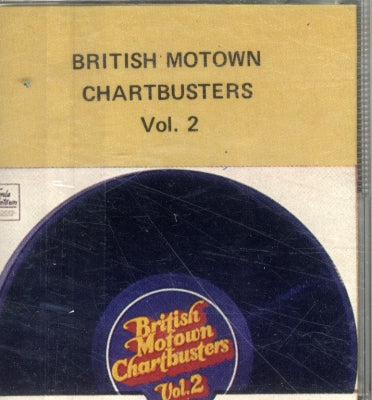 BRITISH MOTOWN
CHARTBUSTERS
Vol. 2
British
Motown
Chartbusters
Vol.2